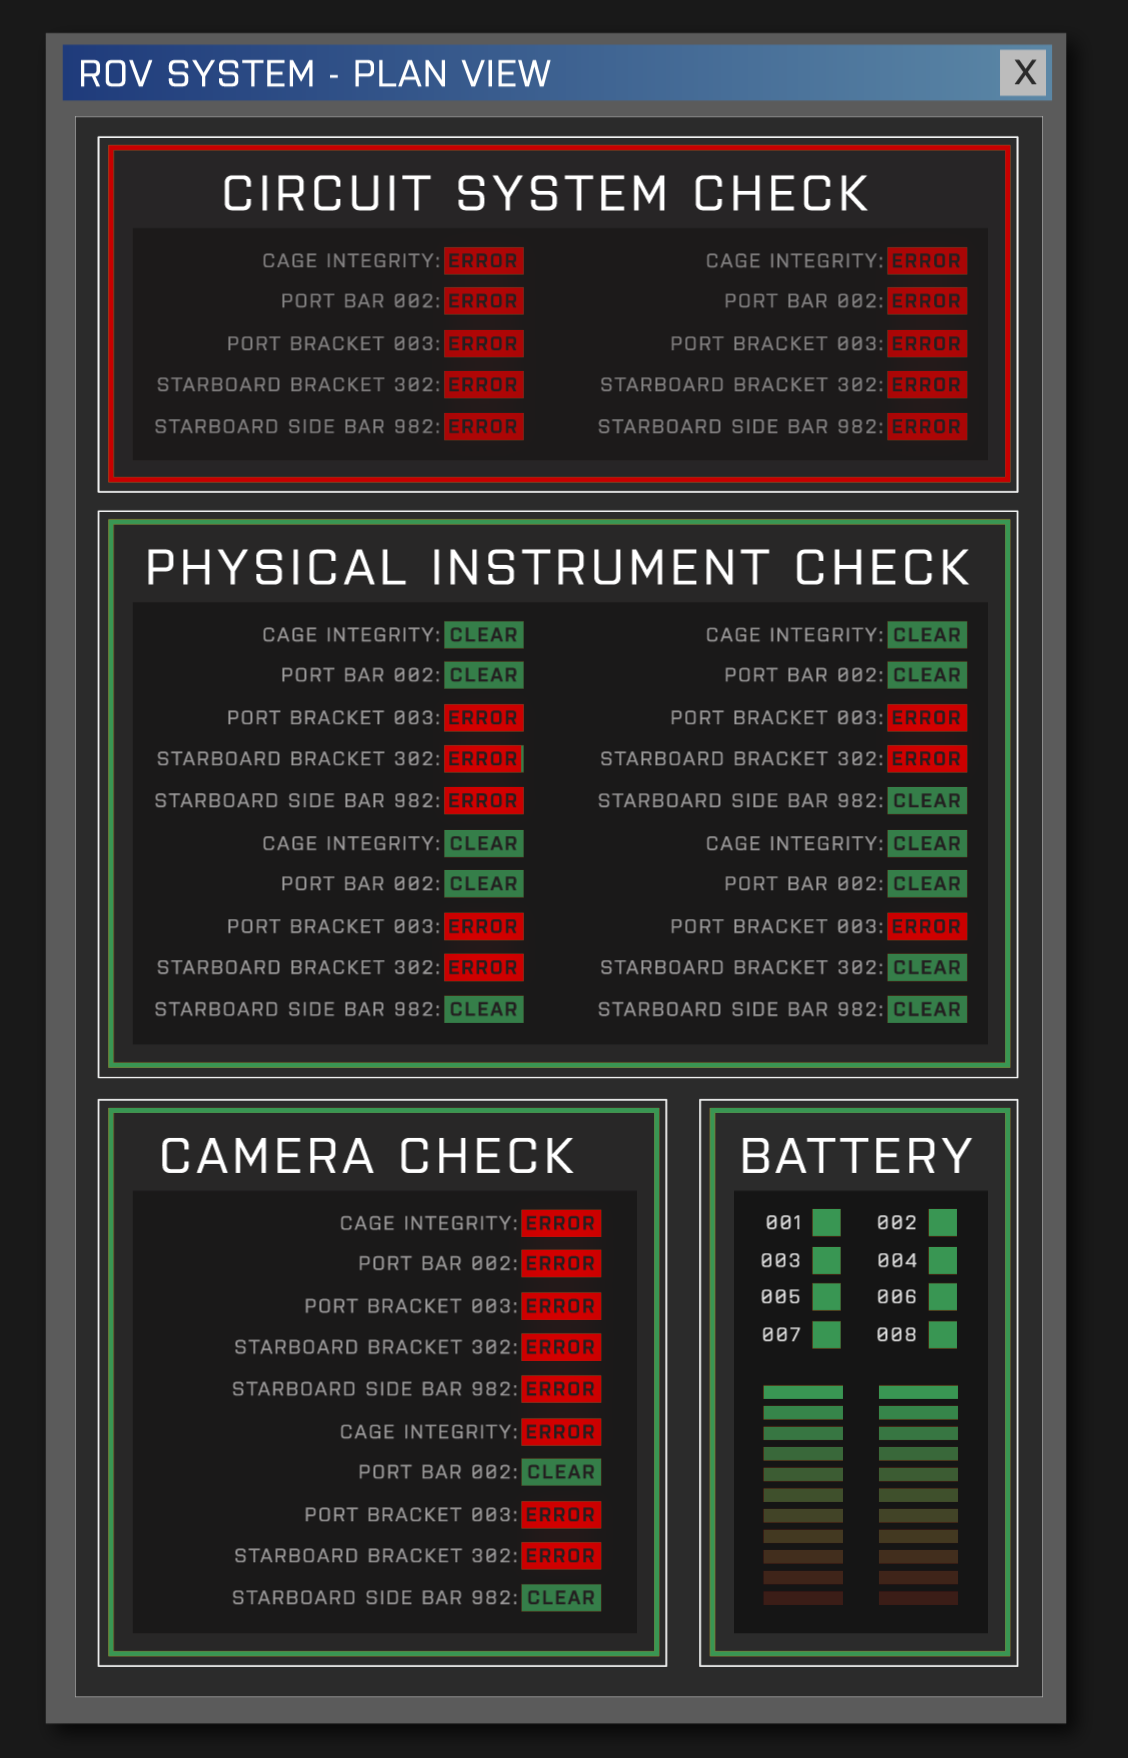 ROV SYSTEM - PLAN VIEW X
CIRCUIT SYSTEM CHECK
CAGE INTEGRITY: ERROR CAGE INTEGRITY: ERROR
PORT BAR 002: ERROR PORT BAR 002: ERROR
PORT BRACKET 003: ERROR PORT BRACKET 003: ERROR
STARBOARD BRACKET 302: ERROR STARBOARD BRACKET 302: ERROR
STARBOARD SIDE BAR 982: ERROR STARBOARD SIDE BAR 982: ERROR
PHYSICAL INSTRUMENT CHECK
CAGE INTEGRITY: CLEAR CAGE INTEGRITY: CLEAR
PORT BAR 002: CLEAR PORT BAR 002: CLEAR
PORT BRACKET 003: ERROR PORT BRACKET 003: ERROR
STARBOARD BRACKET 302: ERROR STARBOARD BRACKET 302: ERROR
STARBOARD SIDE BAR 982: ERROR STARBOARD SIDE BAR 982: CLEAR
CAGE INTEGRITY: CLEAR CAGE INTEGRITY: CLEAR
PORT BAR 002: CLEAR PORT BAR 002: CLEAR
PORT BRACKET 003: ERROR PORT BRACKET 003: ERROR
STARBOARD BRACKET 302: ERROR STARBOARD BRACKET 302: CLEAR
STARBOARD SIDE BAR 982: CLEAR STARBOARD SIDE BAR 982: CLEAR
CAMERA CHECK
CAGE INTEGRITY: ERROR
PORT BAR 002: ERROR
PORT BRACKET 003: ERROR
STARBOARD BRACKET 302: ERROR
STARBOARD SIDE BAR 982: ERROR
CAGE INTEGRITY: ERROR
PORT BAR 002: CLEAR
PORT BRACKET 003: ERROR
STARBOARD BRACKET 302: ERROR
STARBOARD SIDE BAR 982: CLEAR
BATTERY
001 002
003 004
005 006
007 008